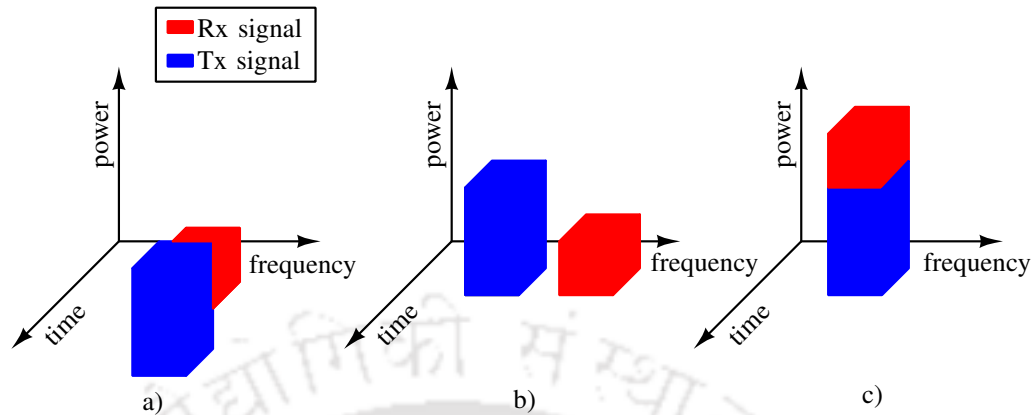 Rx signal
Tx signal
power
frequency
time
a)
power
frequency
time
b)
power
frequency
time
c)